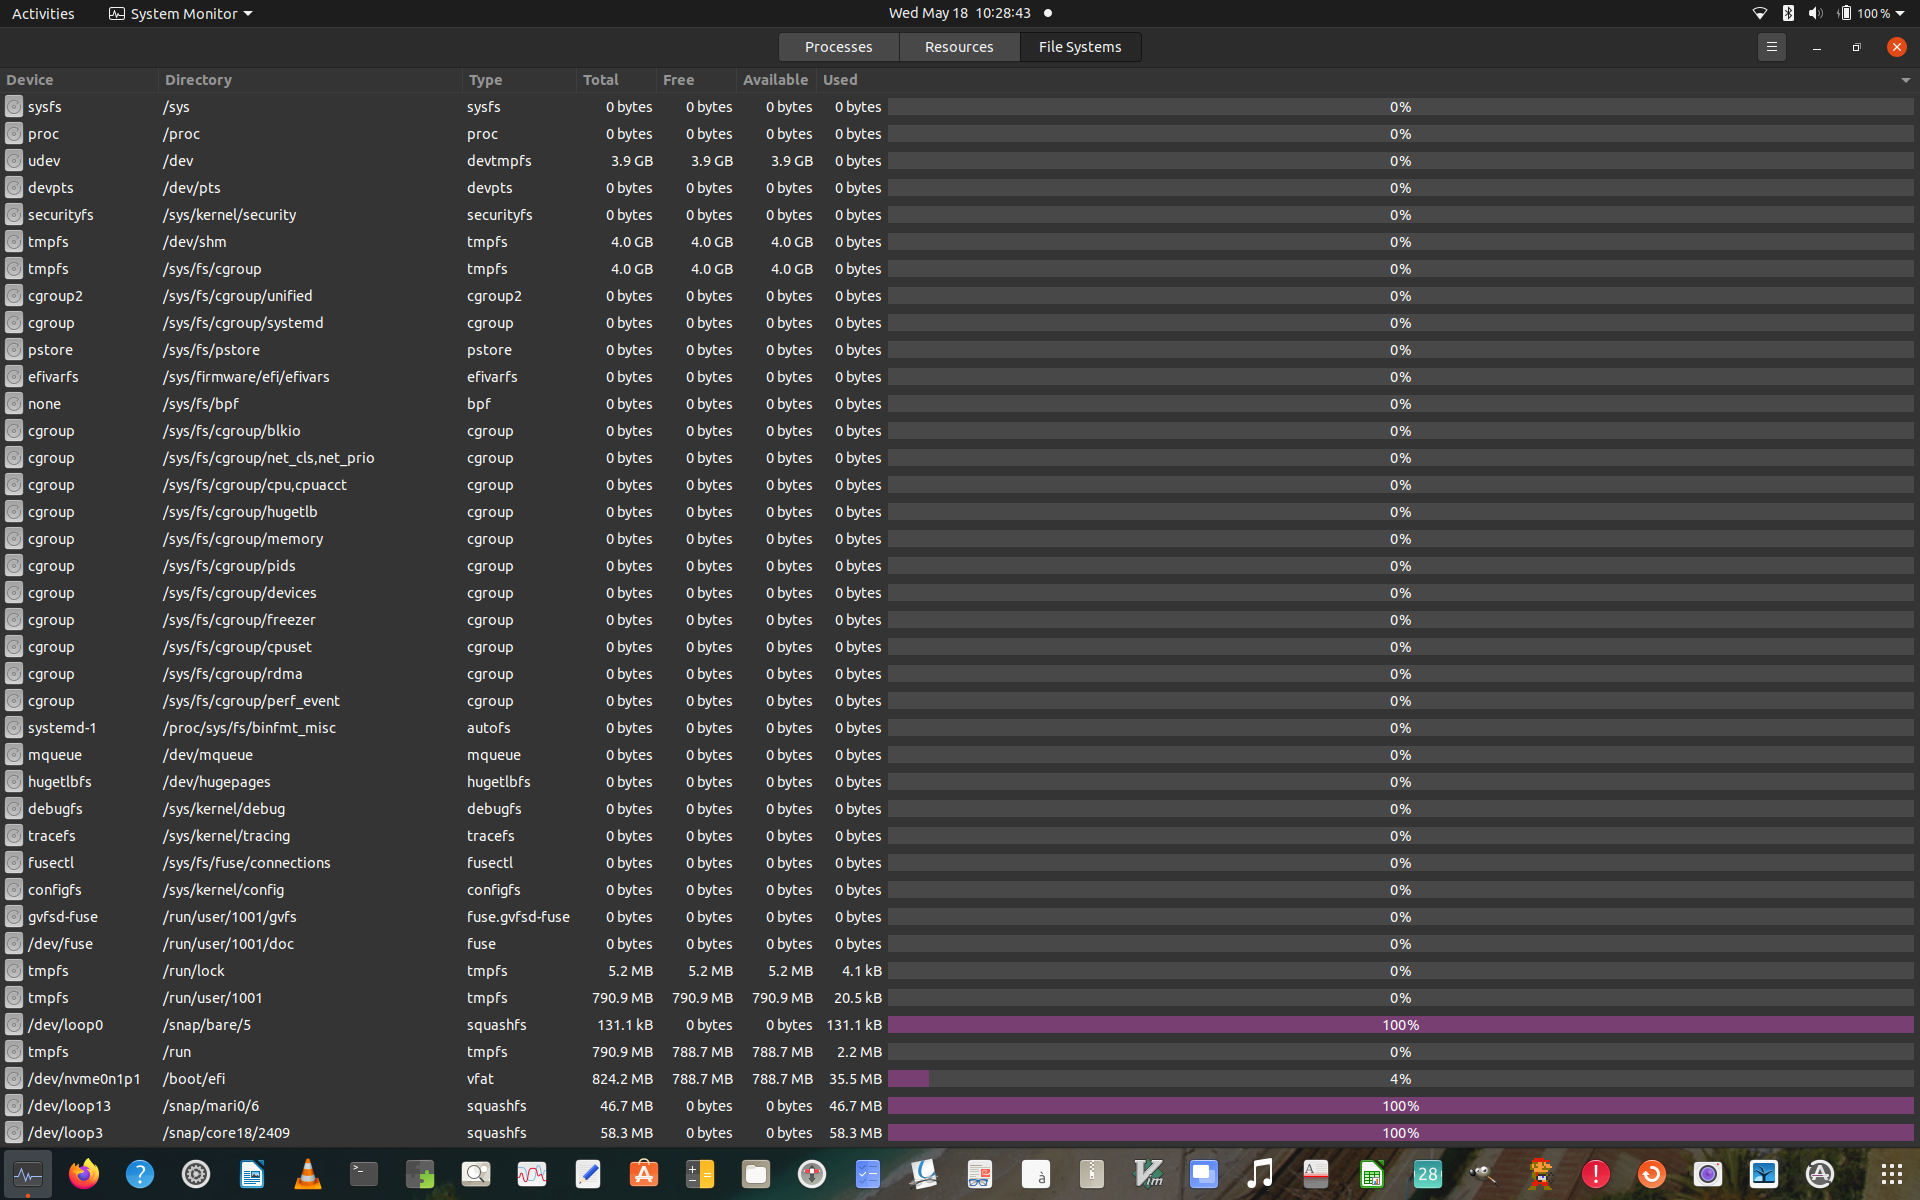 Activities System Monitor Wed May 18 10:28:43 100 %
Processes Resources File Systems
Device Directory Type Total Free Available Used
sysfs /sys sysfs 0 bytes 0 bytes 0 bytes 0 bytes 0%
proc /proc proc 0 bytes 0 bytes 0 bytes 0 bytes 0%
udev /dev devtmpfs 3.9 GB 3.9 GB 3.9 GB 0 bytes 0%
devpts /dev/pts devpts 0 bytes 0 bytes 0 bytes 0 bytes 0%
securityfs /sys/kernel/security securityfs 0 bytes 0 bytes 0 bytes 0 bytes 0%
tmpfs /dev/shm tmpfs 4.0 GB 4.0 GB 4.0 GB 0 bytes 0%
tmpfs /sys/fs/cgroup tmpfs 4.0 GB 4.0 GB 4.0 GB 0 bytes 0%
cgroup2 /sys/fs/cgroup/unified cgroup2 0 bytes 0 bytes 0 bytes 0 bytes 0%
cgroup /sys/fs/cgroup/systemd cgroup 0 bytes 0 bytes 0 bytes 0 bytes 0%
pstore /sys/fs/pstore pstore 0 bytes 0 bytes 0 bytes 0 bytes 0%
efivarfs /sys/firmware/efi/efivars efivarfs 0 bytes 0 bytes 0 bytes 0 bytes 0%
none /sys/fs/bpf bpf 0 bytes 0 bytes 0 bytes 0 bytes 0%
cgroup /sys/fs/cgroup/blkio cgroup 0 bytes 0 bytes 0 bytes 0 bytes 0%
cgroup /sys/fs/cgroup/net_cls,net_prio cgroup 0 bytes 0 bytes 0 bytes 0 bytes 0%
cgroup /sys/fs/cgroup/cpu,cpuacct cgroup 0 bytes 0 bytes 0 bytes 0 bytes 0%
cgroup /sys/fs/cgroup/hugetlb cgroup 0 bytes 0 bytes 0 bytes 0 bytes 0%
cgroup /sys/fs/cgroup/memory cgroup 0 bytes 0 bytes 0 bytes 0 bytes 0%
cgroup /sys/fs/cgroup/pids cgroup 0 bytes 0 bytes 0 bytes 0 bytes 0%
cgroup /sys/fs/cgroup/devices cgroup 0 bytes 0 bytes 0 bytes 0 bytes 0%
cgroup /sys/fs/cgroup/freezer cgroup 0 bytes 0 bytes 0 bytes 0 bytes 0%
cgroup /sys/fs/cgroup/cpuset cgroup 0 bytes 0 bytes 0 bytes 0 bytes 0%
cgroup /sys/fs/cgroup/rdma cgroup 0 bytes 0 bytes 0 bytes 0 bytes 0%
cgroup /sys/fs/cgroup/perf_event cgroup 0 bytes 0 bytes 0 bytes 0 bytes 0%
systemd-1 /proc/sys/fs/binfmt_misc autofs 0 bytes 0 bytes 0 bytes 0 bytes 0%
mqueue /dev/mqueue mqueue 0 bytes 0 bytes 0 bytes 0 bytes 0%
hugetlbfs /dev/hugepages hugetlbfs 0 bytes 0 bytes 0 bytes 0 bytes 0%
debugfs /sys/kernel/debug debugfs 0 bytes 0 bytes 0 bytes 0 bytes 0%
tracefs /sys/kernel/tracing tracefs 0 bytes 0 bytes 0 bytes 0 bytes 0%
fusectl /sys/fs/fuse/connections fusectl 0 bytes 0 bytes 0 bytes 0 bytes 0%
configfs /sys/kernel/config configfs 0 bytes 0 bytes 0 bytes 0 bytes 0%
gvfsd-fuse /run/user/1001/gvfs fuse.gvfsd-fuse 0 bytes 0 bytes 0 bytes 0 bytes 0%
/dev/fuse /run/user/1001/doc fuse 0 bytes 0 bytes 0 bytes 0 bytes 0%
tmpfs /run/lock tmpfs 5.2 MB 5.2 MB 5.2 MB 4.1 kB 0%
tmpfs /run/user/1001 tmpfs 790.9 MB 790.9 MB 790.9 MB 20.5 kB 0%
/dev/loop0 /snap/bare/5 squashfs 131.1 kB 0 bytes 0 bytes 131.1 kB 100%
tmpfs /run tmpfs 790.9 MB 788.7 MB 788.7 MB 2.2 MB 0%
/dev/nvme0n1p1 /boot/efi vfat 824.2 MB 788.7 MB 788.7 MB 35.5 MB 4%
/dev/loop13 /snap/mari0/6 squashfs 46.7 MB 0 bytes 0 bytes 46.7 MB 100%
/dev/loop3 /snap/core18/2409 squashfs 58.3 MB 0 bytes 0 bytes 58.3 MB 100%
? >_ à Vim A 28 !